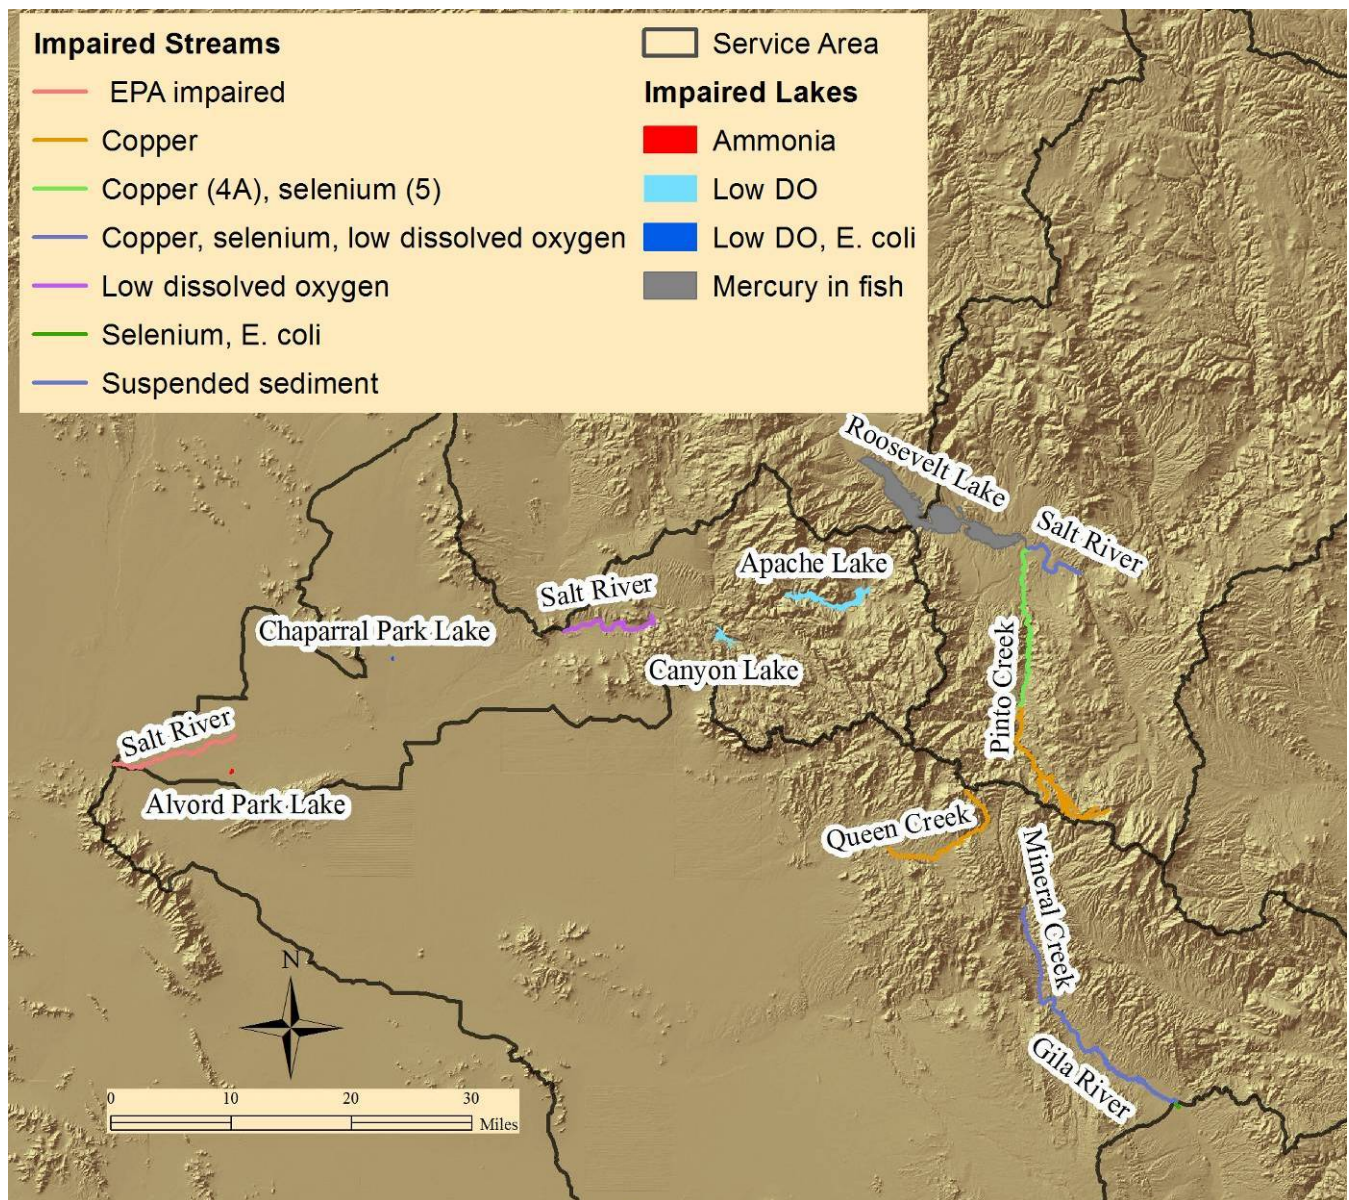 Impaired Streams
EPA impaired
Copper
Copper (4A), selenium (5)
Copper, selenium, low dissolved oxygen
Low dissolved oxygen
Selenium, E. coli
Suspended sediment
Service Area
Impaired Lakes
Ammonia
Low DO
Low DO, E. coli
Mercury in fish
Roosevelt Lake
Salt River
Apache Lake
Salt River
Chaparral Park Lake
Canyon Lake
Pinto Creek
Salt River
Alvord Park Lake
Queen Creek
Mineral Creek
Gila River
N
0 10 20 30
Miles